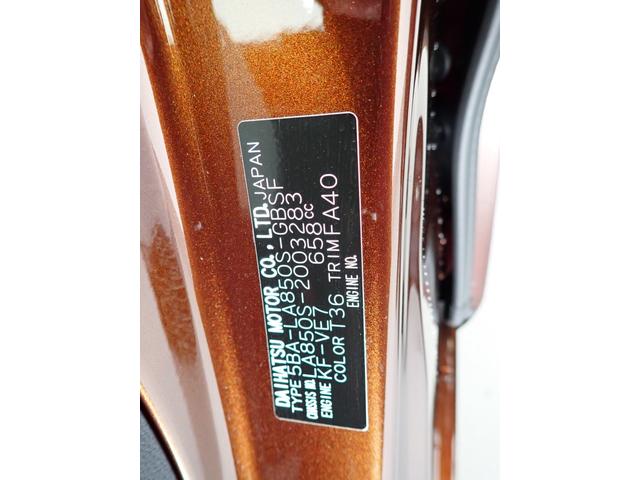 DAIHATSU MOTOR CO., LTD. JAPAN
TYPE 5BA-LA850S-GBSF
CHASSIS NO. LA850S-2003283
ENGINE KF-VE7 658cc
COLOR T36 TRIM FA40
ENGINE NO.